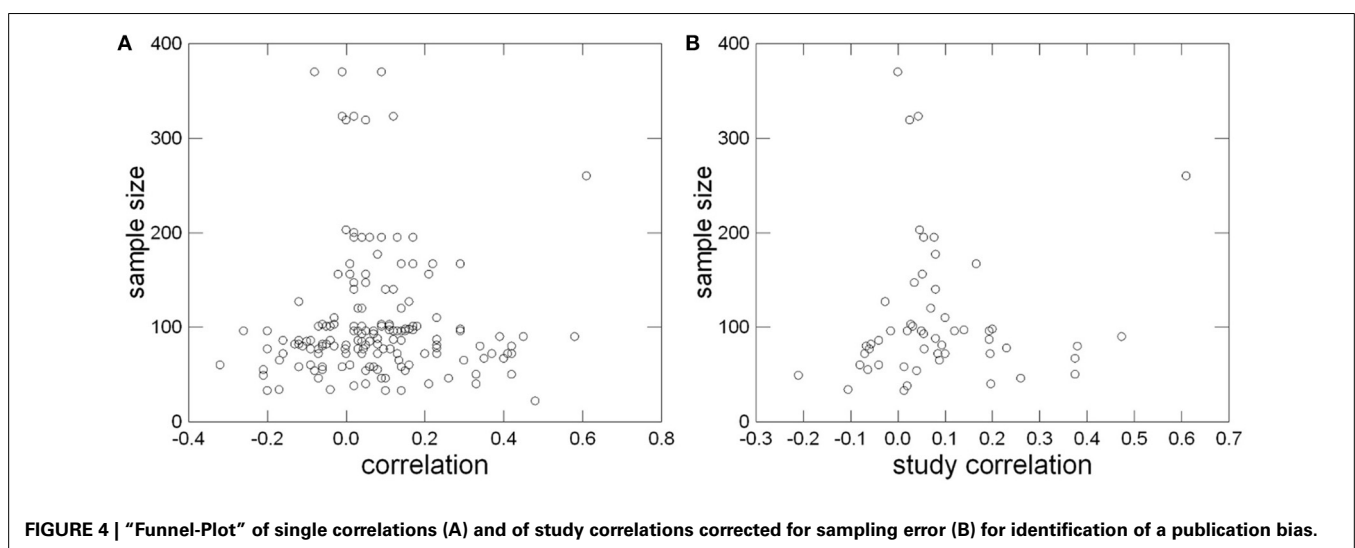 A
400
300
200
100
0
sample size
-0.4 -0.2 0.0 0.2 0.4 0.6 0.8
correlation
B
400
300
200
100
0
sample size
-0.3 -0.2 -0.1 0.0 0.1 0.2 0.3 0.4 0.5 0.6 0.7
study correlation
FIGURE 4 | “Funnel-Plot” of single correlations (A) and of study correlations corrected for sampling error (B) for identification of a publication bias.